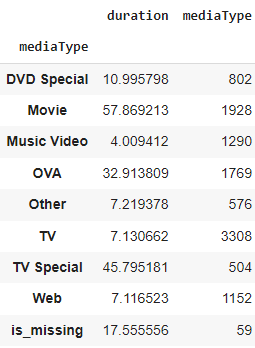 duration mediaType
mediaType
DVD Special 10.995798 802
Movie 57.869213 1928
Music Video 4.009412 1290
OVA 32.913809 1769
Other 7.219378 576
TV 7.130662 3308
TV Special 45.795181 504
Web 7.116523 1152
is_missing 17.555556 59